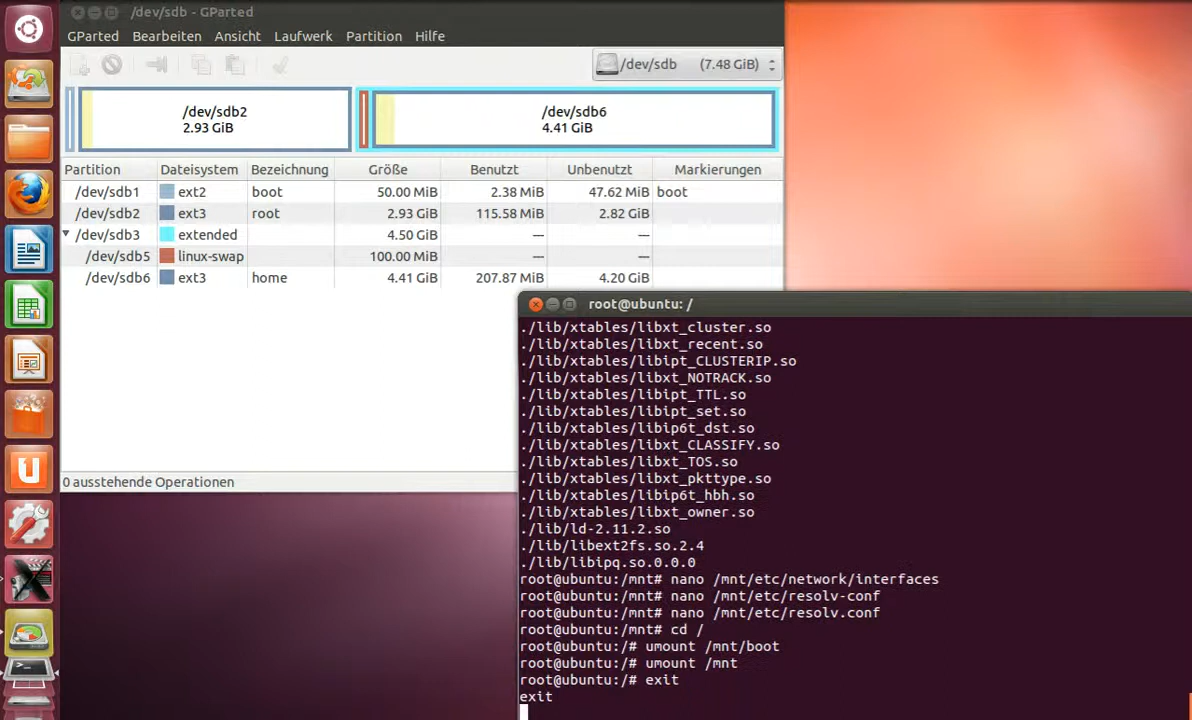 /dev/sdb - GParted
GParted Bearbeiten Ansicht Laufwerk Partition Hilfe
/dev/sdb (7.48 GiB)
/dev/sdb2 /dev/sdb6
2.93 GiB 4.41 GiB
Partition Dateisystem Bezeichnung Größe Benutzt Unbenutzt Markierungen
/dev/sdb1 ext2 boot 50.00 MiB 2.38 MiB 47.62 MiB boot
/dev/sdb2 ext3 root 2.93 GiB 115.58 MiB 2.82 GiB
/dev/sdb3 extended 4.50 GiB — —
/dev/sdb5 linux-swap 100.00 MiB — —
/dev/sdb6 ext3 home 4.41 GiB 207.87 MiB 4.20 GiB
0 ausstehende Operationen
root@ubuntu: /
./lib/xtables/libxt_cluster.so
./lib/xtables/libxt_recent.so
./lib/xtables/libipt_CLUSTERIP.so
./lib/xtables/libxt_NOTRACK.so
./lib/xtables/libipt_TTL.so
./lib/xtables/libipt_set.so
./lib/xtables/libip6t_dst.so
./lib/xtables/libxt_CLASSIFY.so
./lib/xtables/libxt_TOS.so
./lib/xtables/libxt_pkttype.so
./lib/xtables/libip6t_hbh.so
./lib/xtables/libxt_owner.so
./lib/ld-2.11.2.so
./lib/libext2fs.so.2.4
./lib/libipq.so.0.0.0
root@ubuntu:/mnt# nano /mnt/etc/network/interfaces
root@ubuntu:/mnt# nano /mnt/etc/resolv-conf
root@ubuntu:/mnt# nano /mnt/etc/resolv.conf
root@ubuntu:/mnt# cd /
root@ubuntu:/# umount /mnt/boot
root@ubuntu:/# umount /mnt
root@ubuntu:/# exit
exit